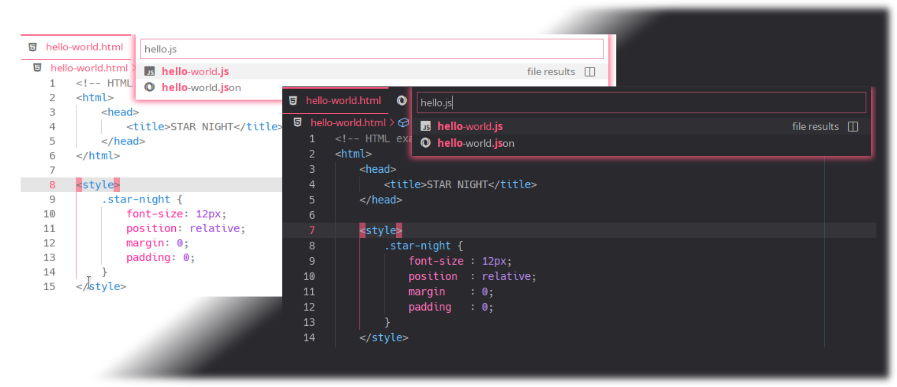 hello-world.html
hello.js
hello-world.html
hello-world.js file results
hello-world.json
1 <!-- HTML
2 <html>
3 <head>
4 <title>STAR NIGHT</title>
5 </head>
6 </html>
7
8 <style>
9 .star-night {
10 font-size: 12px;
11 position: relative;
12 margin: 0;
13 padding: 0;
14 }
15 </style>
hello-world.html
hello.js
hello-world.html >
hello-world.js file results
hello-world.json
1 <!-- HTML
2 <html>
3 <head>
4 <title>STAR NIGHT</title>
5 </head>
6
7 <style>
8 .star-night {
9 font-size : 12px;
10 position : relative;
11 margin : 0;
12 padding : 0;
13 }
14 </style>